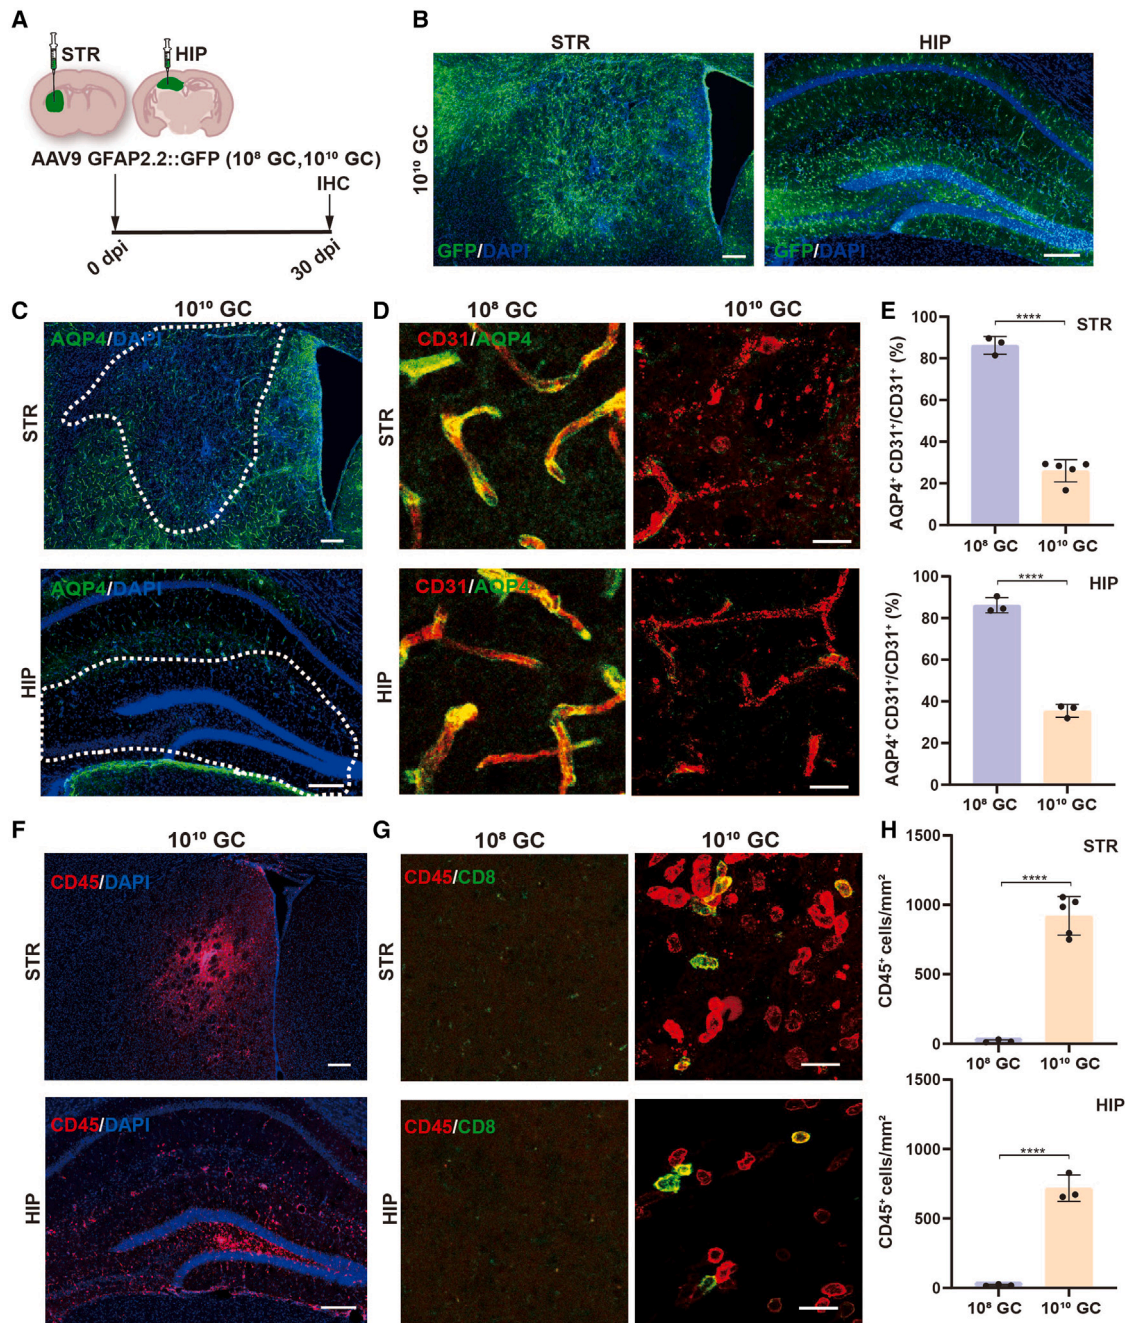 A
STR
HIP
AAV9 GFAP2.2::GFP (10⁸ GC,10¹⁰ GC)
IHC
0 dpi
30 dpi
B
STR
HIP
10¹⁰ GC
GFP/DAPI
GFP/DAPI
C
10¹⁰ GC
STR
AQP4/DAPI
HIP
AQP4/DAPI
D
10⁸ GC
10¹⁰ GC
STR
CD31/AQP4
HIP
CD31/AQP4
E
STR
AQP4⁺ CD31⁺/CD31⁺ (%)
100
80
60
40
20
0
****
10⁸ GC
10¹⁰ GC
HIP
AQP4⁺ CD31⁺/CD31⁺ (%)
100
80
60
40
20
0
****
10⁸ GC
10¹⁰ GC
F
10¹⁰ GC
STR
CD45/DAPI
HIP
CD45/DAPI
G
10⁸ GC
10¹⁰ GC
STR
CD45/CD8
HIP
CD45/CD8
H
STR
CD45⁺ cells/mm²
1500
1000
500
0
****
10⁸ GC
10¹⁰ GC
HIP
CD45⁺ cells/mm²
1500
1000
500
0
****
10⁸ GC
10¹⁰ GC